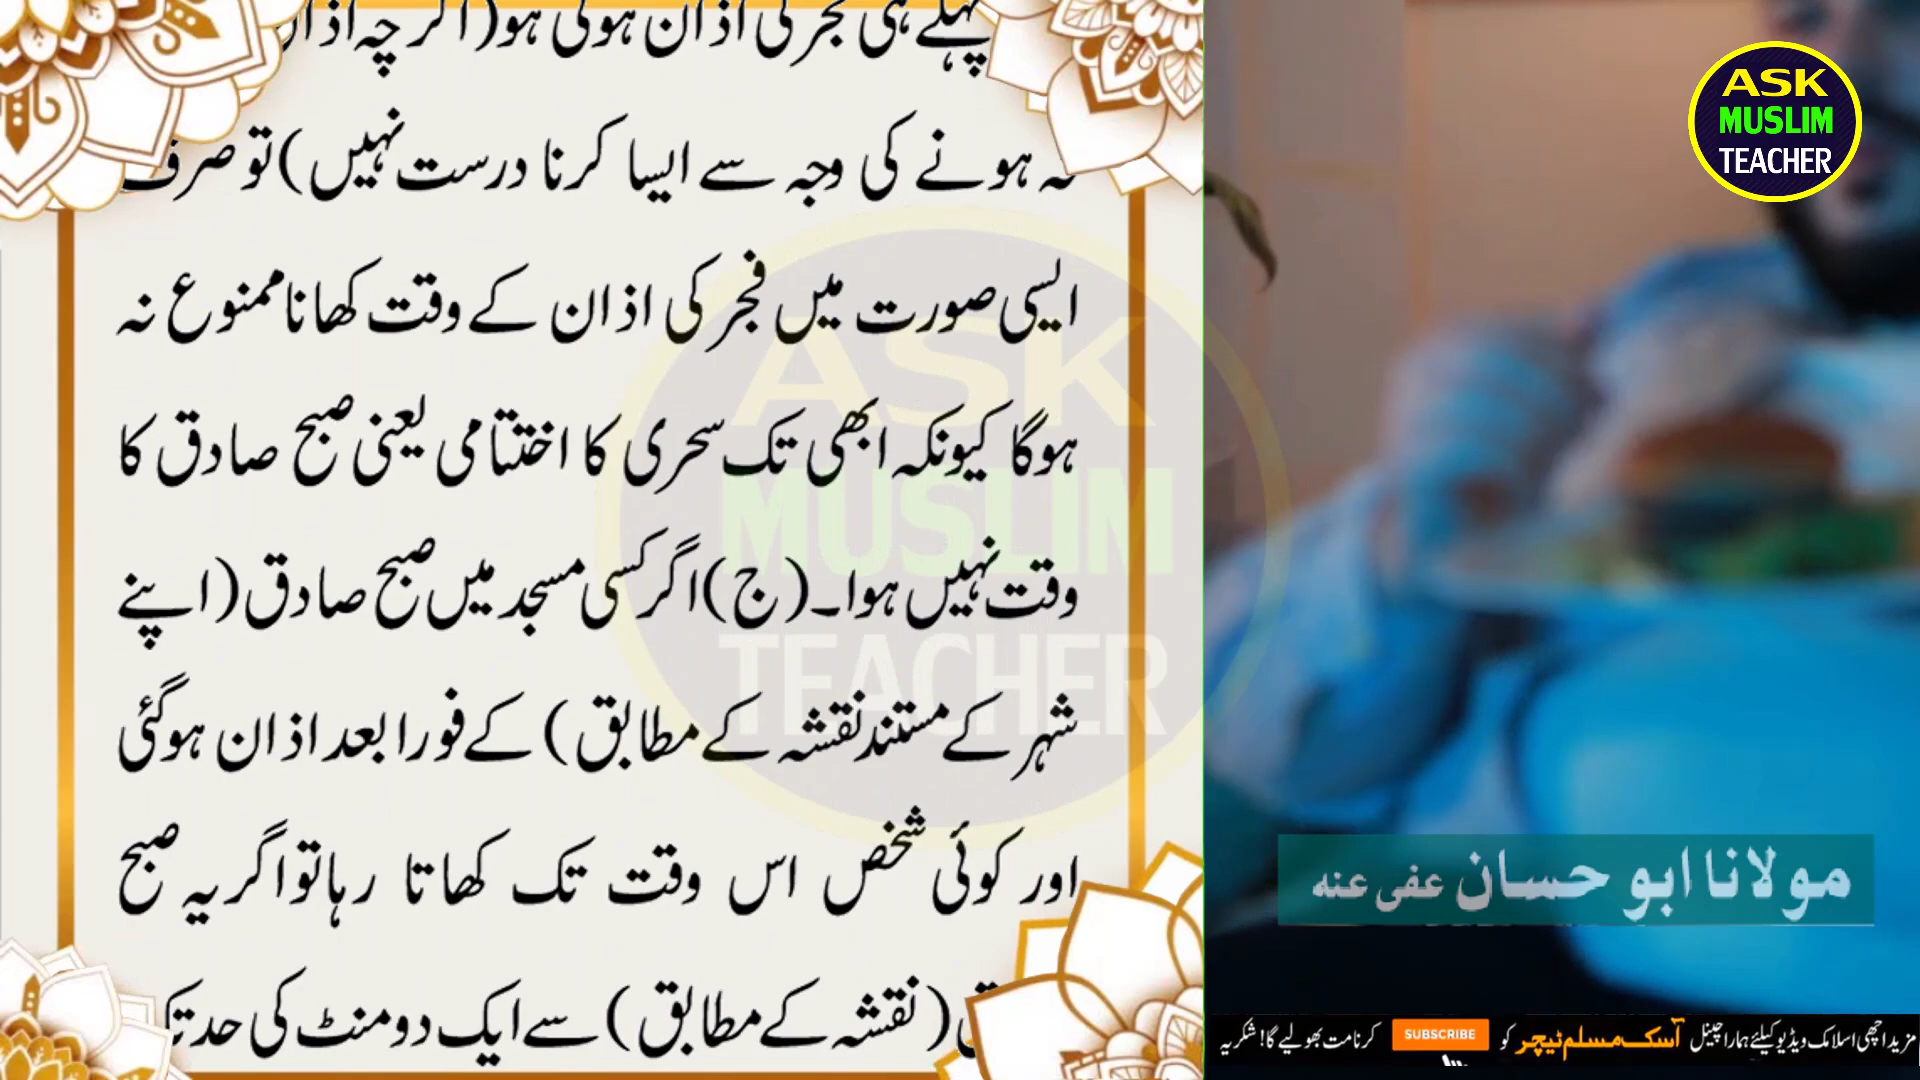 پہلے ہی فجر کی اذان ہوئی ہو(اگرچہ اذان
نہ ہونے کی وجہ سے ایسا کرنا درست نہیں)تو صرف
ایسی صورت میں فجر کی اذان کے وقت کھانا ممنوع نہ
ہوگا کیونکہ ابھی تک سحری کا اختتامی یعنی صبح صادق کا
وقت نہیں ہوا۔(ج)اگر کسی مسجد میں صبح صادق(اپنے
شہر کے مستند نقشہ کے مطابق)کے فورا بعد اذان ہوگئی
اور کوئی شخص اس وقت تک کھاتا رہا تو اگر یہ صبح
(نقشہ کے مطابق)سے ایک دو منٹ کی حد تک
ASK
MUSLIM
TEACHER
ASK
MUSLIM
TEACHER
مولانا ابو حسان عفی عنہ
مزید اچھی اسلامک ویڈیو کیلئے ہمارا چینل آسک مسلم ٹیچر کو SUBSCRIBE کرنا مت بھولیے گا! شکریہ